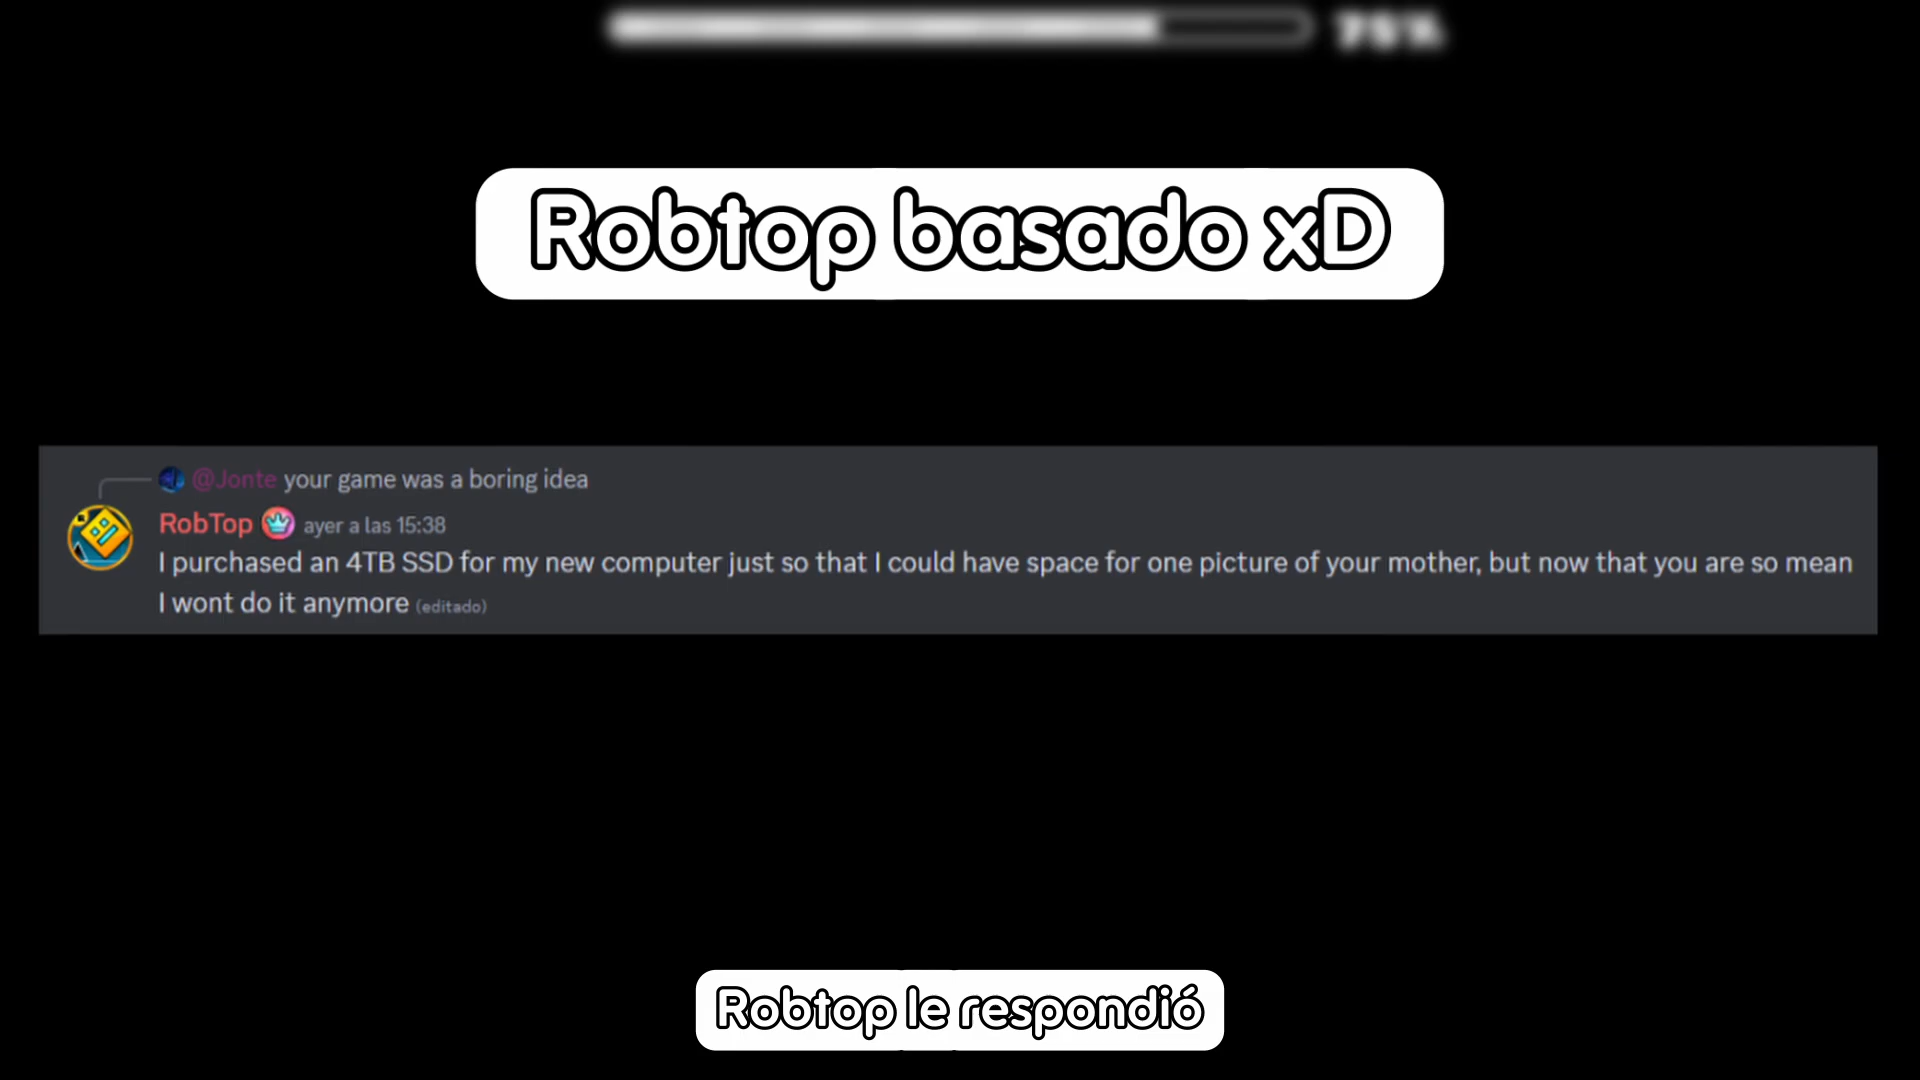 75%
Robtop basado xD
@Jonte your game was a boring idea
RobTop ayer a las 15:38
I purchased an 4TB SSD for my new computer just so that I could have space for one picture of your mother, but now that you are so mean
I wont do it anymore (editado)
Robtop le respondió